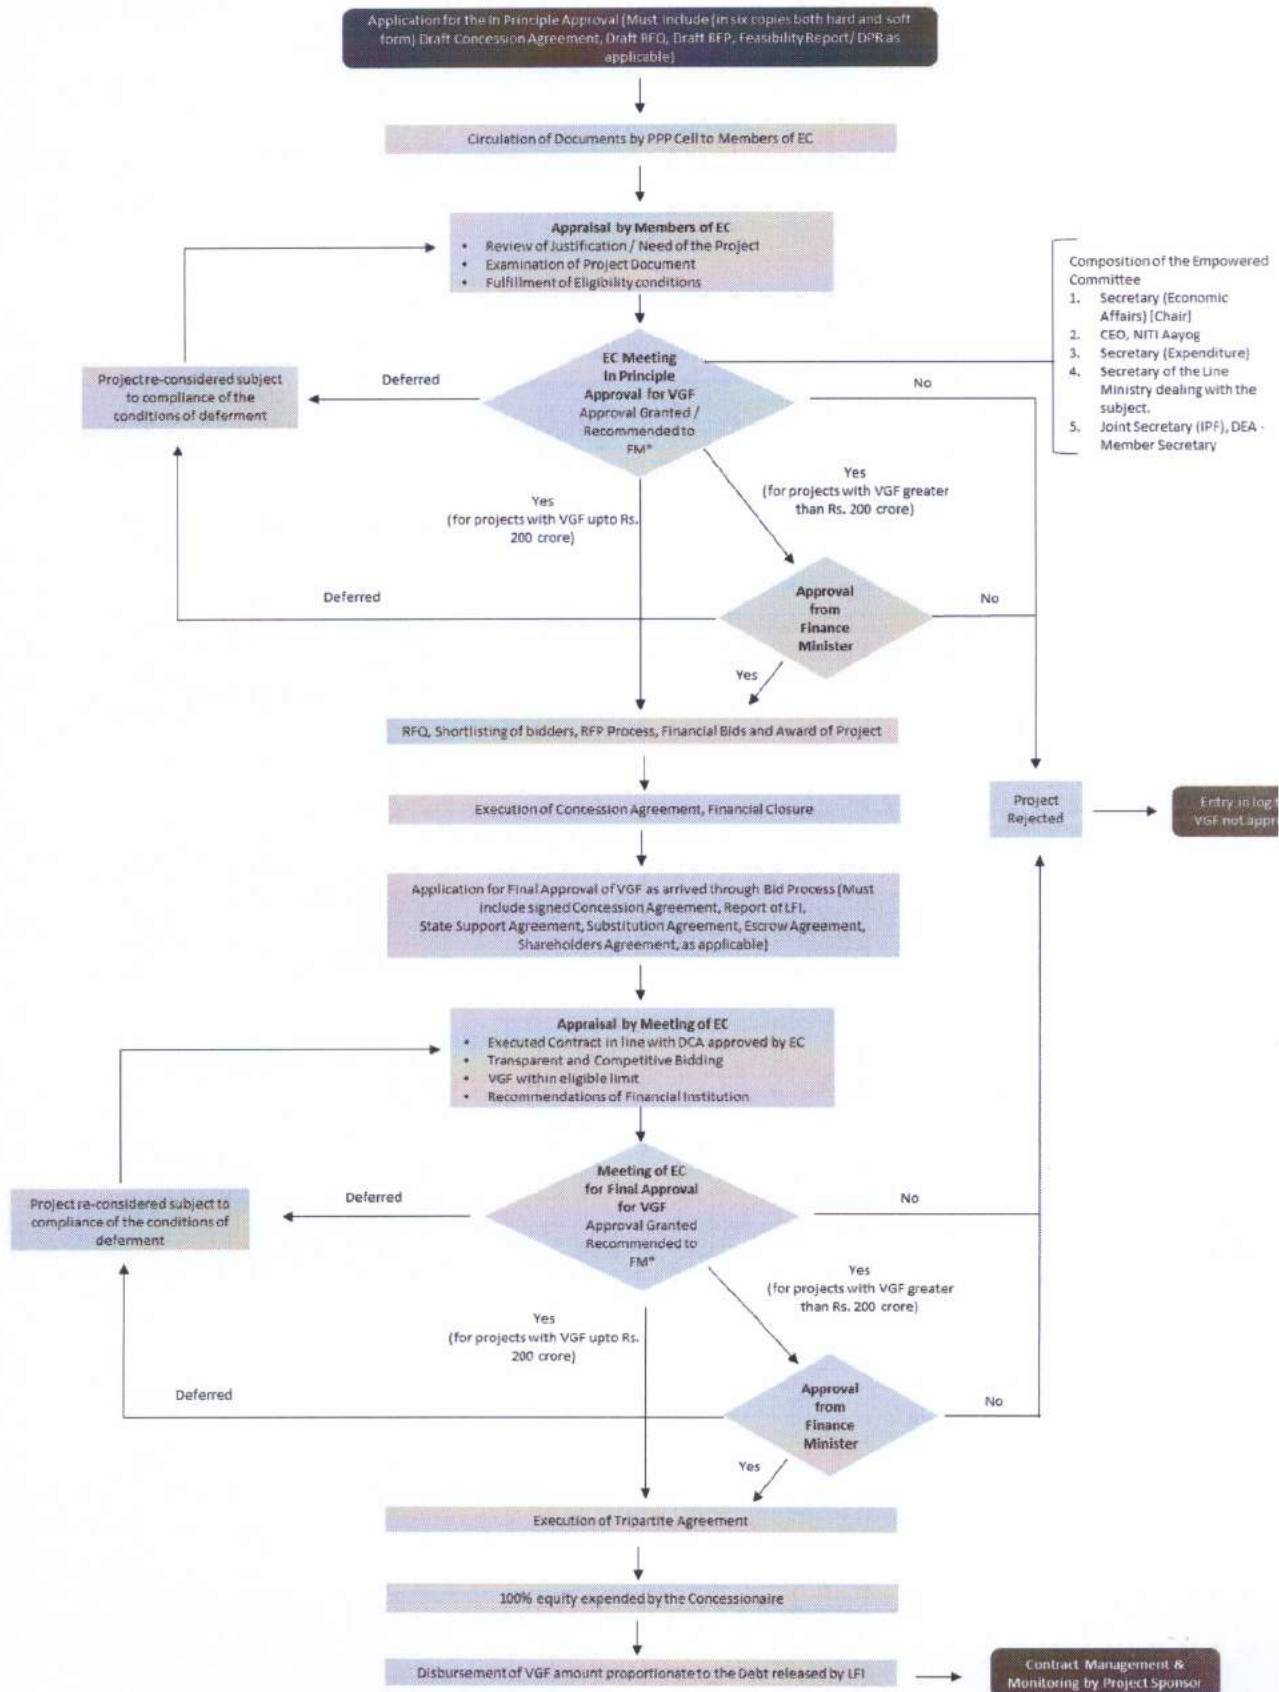 Application for the In Principle Approval (Must include (in six copies both hard and soft
form) Draft Concession Agreement, Draft RFQ, Draft RFP, Feasibility Report/ DPR as
applicable)
Circulation of Documents by PPP Cell to Members of EC
Appraisal by Members of EC
• Review of Justification / Need of the Project
• Examination of Project Document
• Fulfillment of Eligibility conditions
Composition of the Empowered
Committee
1. Secretary (Economic
Affairs) [Chair]
2. CEO, NITI Aayog
3. Secretary (Expenditure)
4. Secretary of the Line
Ministry dealing with the
subject.
5. Joint Secretary (IPF), DEA -
Member Secretary
EC Meeting
In Principle
Approval for VGF
Approval Granted /
Recommended to
FM*
Deferred
No
Project re-considered subject
to compliance of the
conditions of deferment
Yes
(for projects with VGF upto Rs.
200 crore)
Yes
(for projects with VGF greater
than Rs. 200 crore)
Approval
from
Finance
Minister
Deferred
No
Yes
RFQ, Shortlisting of bidders, RFP Process, Financial Bids and Award of Project
Execution of Concession Agreement, Financial Closure
Project
Rejected
Entry in log
VGF not
Application for Final Approval of VGF as arrived through Bid Process (Must
include signed Concession Agreement, Report of LFI,
State Support Agreement, Substitution Agreement, Escrow Agreement,
Shareholders Agreement, as applicable)
Appraisal by Meeting of EC
• Executed Contract in line with DCA approved by EC
• Transparent and Competitive Bidding
• VGF within eligible limit
• Recommendations of Financial Institution
Meeting of EC
for Final Approval
for VGF
Approval Granted
Recommended to
FM*
Deferred
No
Project re-considered subject to
compliance of the conditions of
deferment
Yes
(for projects with VGF greater
than Rs. 200 crore)
Yes
(for projects with VGF upto Rs.
200 crore)
Approval
from
Finance
Minister
Deferred
No
Yes
Execution of Tripartite Agreement
100% equity expended by the Concessionaire
Disbursement of VGF amount proportionate to the Debt released by LFI
Contract Management &
Monitoring by Project Sponsor